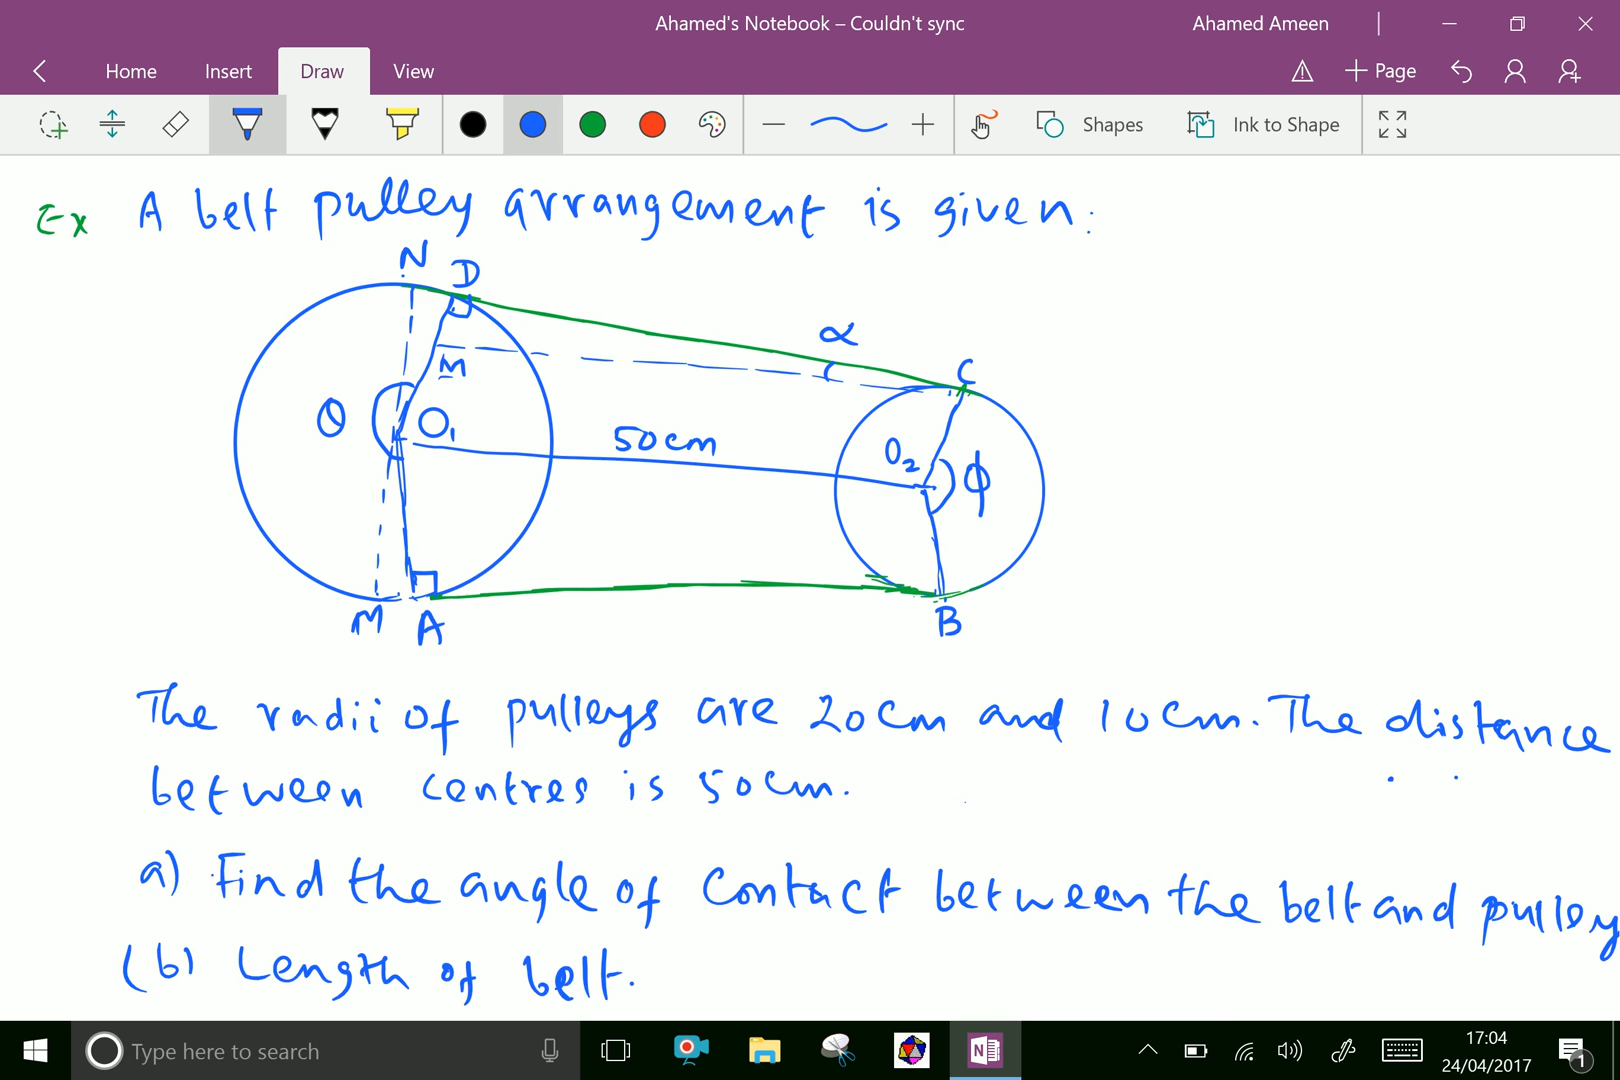 Ahamed's Notebook – Couldn't sync
Ahamed Ameen
Home
Insert
Draw
View
Page
Shapes
Ink to Shape
Ex A belt pulley arrangement is given:
N
D
α
M
C
θ
O₁
50cm
O₂
ϕ
M
A
B
The radii of pulleys are 20cm and 10cm. The distance
between centres is 50cm.
a) Find the angle of contact between the belt and pulley
(b) Length of belt.
Type here to search
17:04
24/04/2017
1